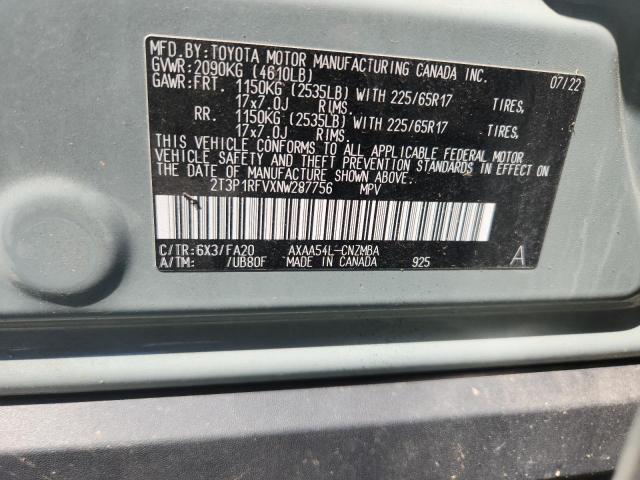 MFD.BY:TOYOTA MOTOR MANUFACTURING CANADA INC.
GVWR:2090KG (4610LB) 07/22
GAWR:FRT. 1150KG (2535LB) WITH 225/65R17 TIRES,
17x7.0J RIMS.
RR. 1150KG (2535LB) WITH 225/65R17 TIRES,
17x7.0J RIMS.
THIS VEHICLE CONFORMS TO ALL APPLICABLE FEDERAL MOTOR
VEHICLE SAFETY AND THEFT PREVENTION STANDARDS IN EFFECT
ON THE DATE OF MANUFACTURE SHOWN ABOVE.
2T3P1RFVXNW287756 MPV
C/TR:6X3/FA20 AXAA54L-CNZMBA
A/TM: /UB80F MADE IN CANADA 925 A